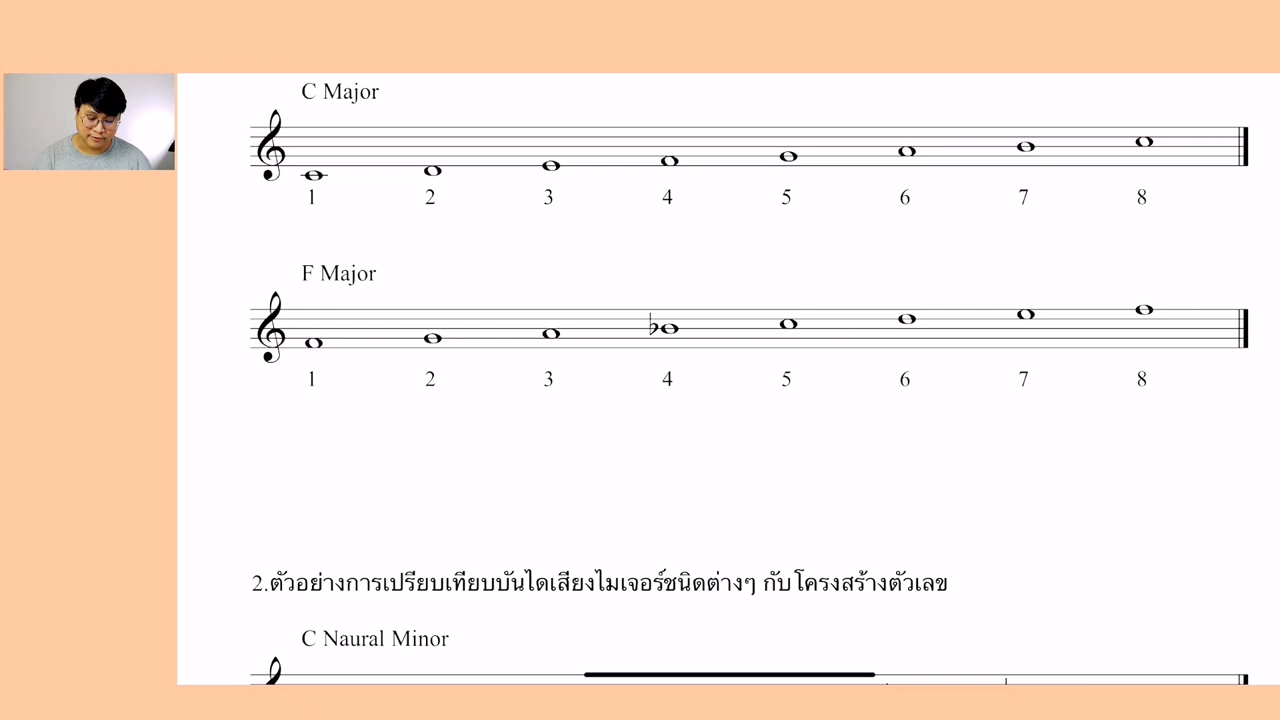 C Major
1 2 3 4 5 6 7 8
F Major
1 2 3 4 5 6 7 8
2.ตัวอย่างการเปรียบเทียบบันไดเสียงไมเจอร์ชนิดต่างๆ กับโครงสร้างตัวเลข
C Naural Minor